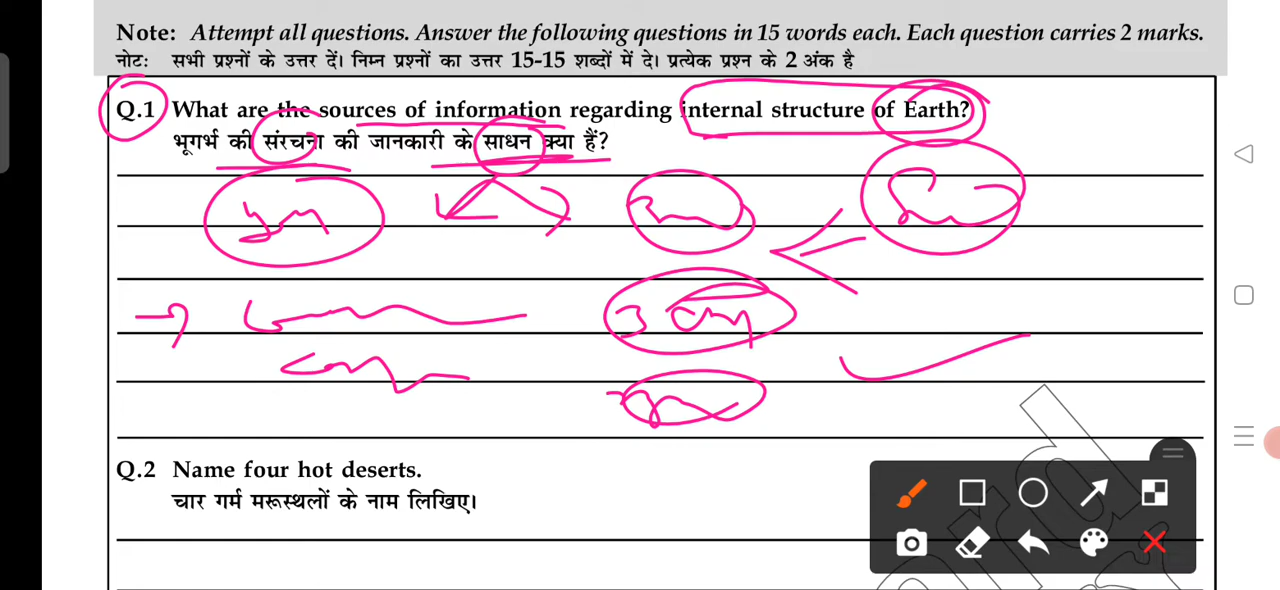 Note: Attempt all questions. Answer the following questions in 15 words each. Each question carries 2 marks.
नोटः सभी प्रश्नों के उत्तर दें। निम्न प्रश्नों का उत्तर 15-15 शब्दों में दे। प्रत्येक प्रश्न के 2 अंक है
Q.1 What are the sources of information regarding internal structure of Earth?
भूगर्भ की संरचना की जानकारी के साधन क्या हैं?
Q.2 Name four hot deserts.
चार गर्म मरूस्थलों के नाम लिखिए।